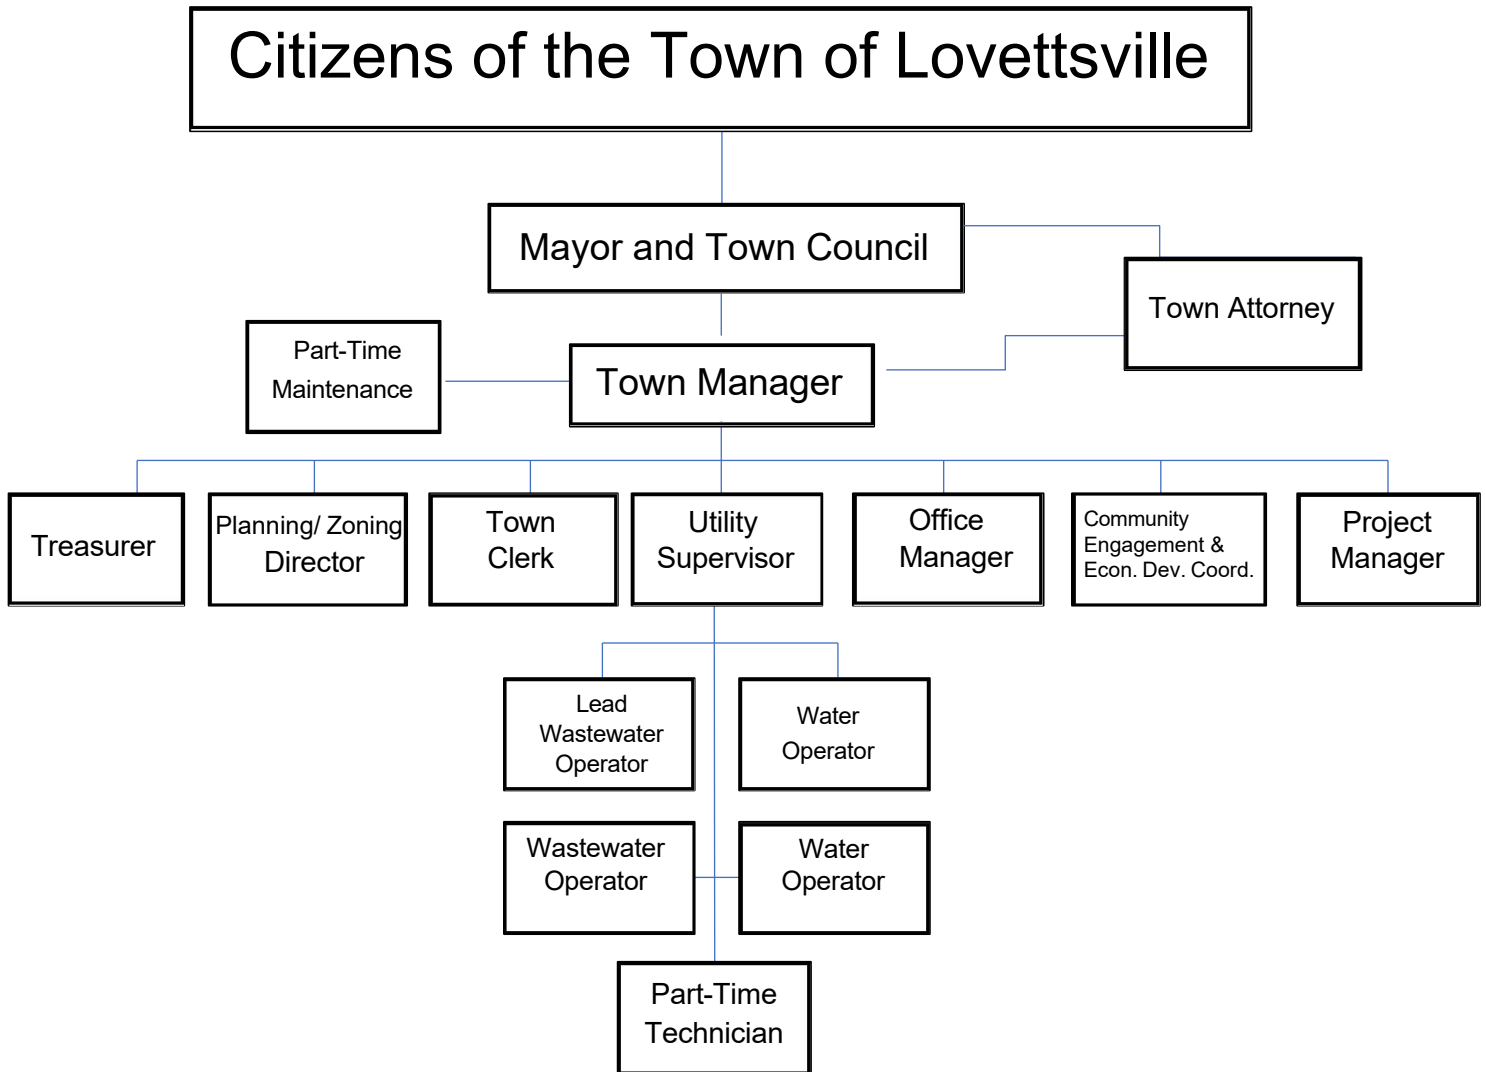 Citizens of the Town of Lovettsville
Mayor and Town Council
Town Attorney
Part-Time
Maintenance
Town Manager
Treasurer
Planning/ Zoning
Director
Town
Clerk
Utility
Supervisor
Office
Manager
Community
Engagement &
Econ. Dev. Coord.
Project
Manager
Lead
Wastewater
Operator
Water
Operator
Wastewater
Operator
Water
Operator
Part-Time
Technician